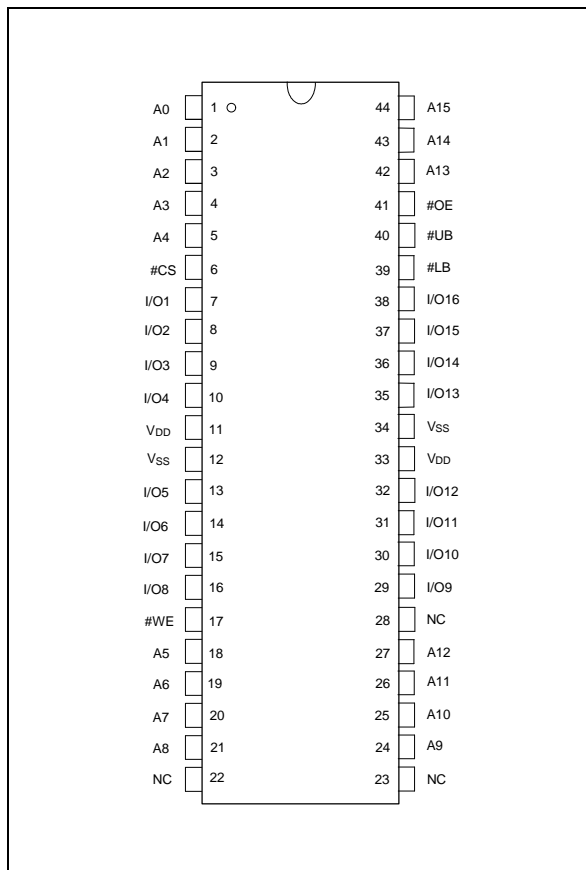 A0 1 44 A15
A1 2 43 A14
A2 3 42 A13
A3 4 41 #OE
A4 5 40 #UB
#CS 6 39 #LB
I/O1 7 38 I/O16
I/O2 8 37 I/O15
I/O3 9 36 I/O14
I/O4 10 35 I/O13
VDD 11 34 VSS
VSS 12 33 VDD
I/O5 13 32 I/O12
I/O6 14 31 I/O11
I/O7 15 30 I/O10
I/O8 16 29 I/O9
#WE 17 28 NC
A5 18 27 A12
A6 19 26 A11
A7 20 25 A10
A8 21 24 A9
NC 22 23 NC